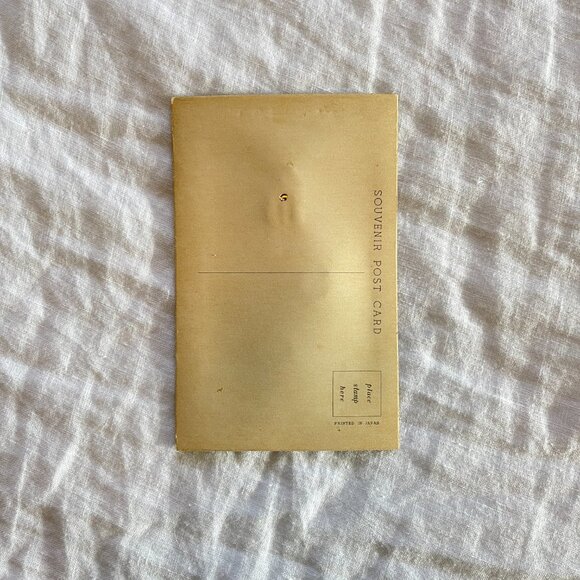 SOUVENIR POST CARD
place
stamp
here
PRINTED IN JAPAN